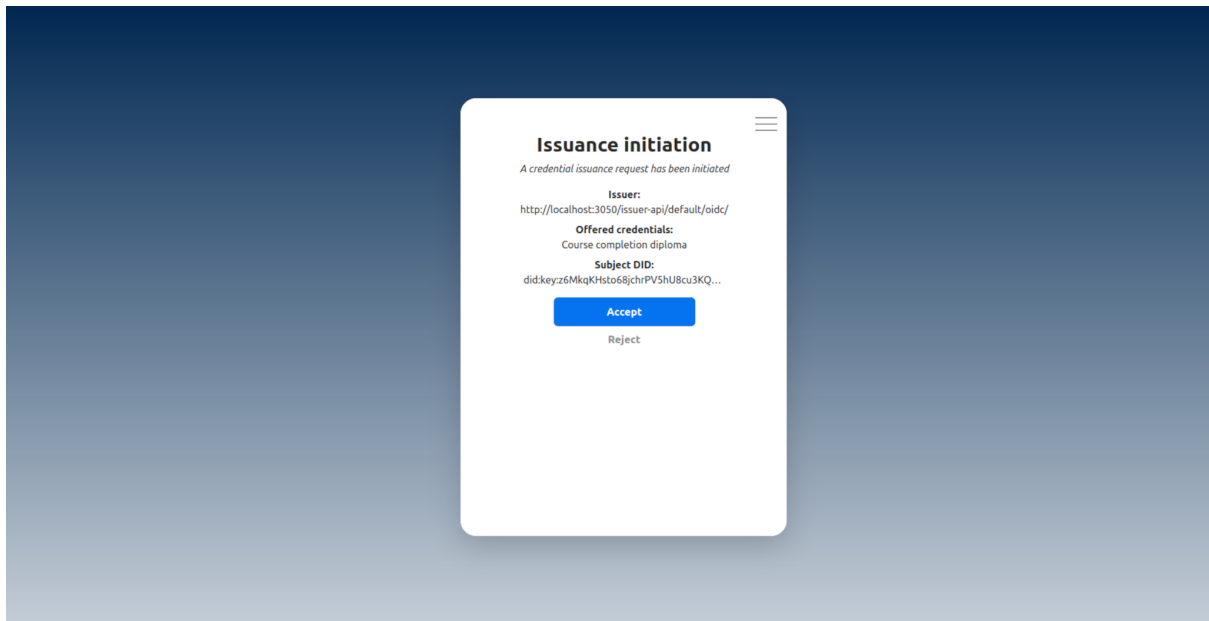 Issuance initiation
A credential issuance request has been initiated
Issuer:
http://localhost:3050/issuer-api/default/oidc/
Offered credentials:
Course completion diploma
Subject DID:
did:key:z6MkqKHsto68jchrPV5hU8cu3KQ...
Accept
Reject